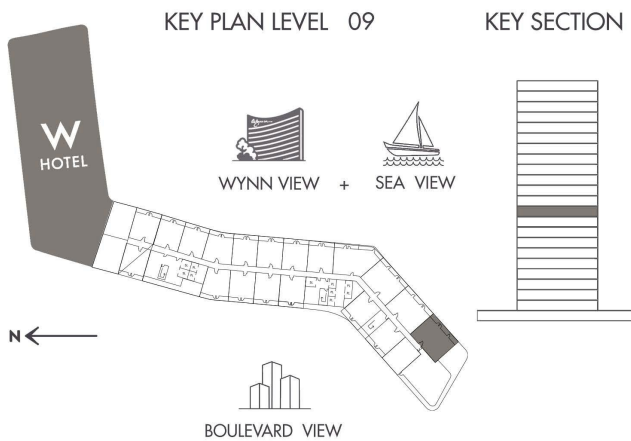 KEY PLAN LEVEL 09
KEY SECTION
W
HOTEL
WYNN VIEW + SEA VIEW
N
BOULEVARD VIEW